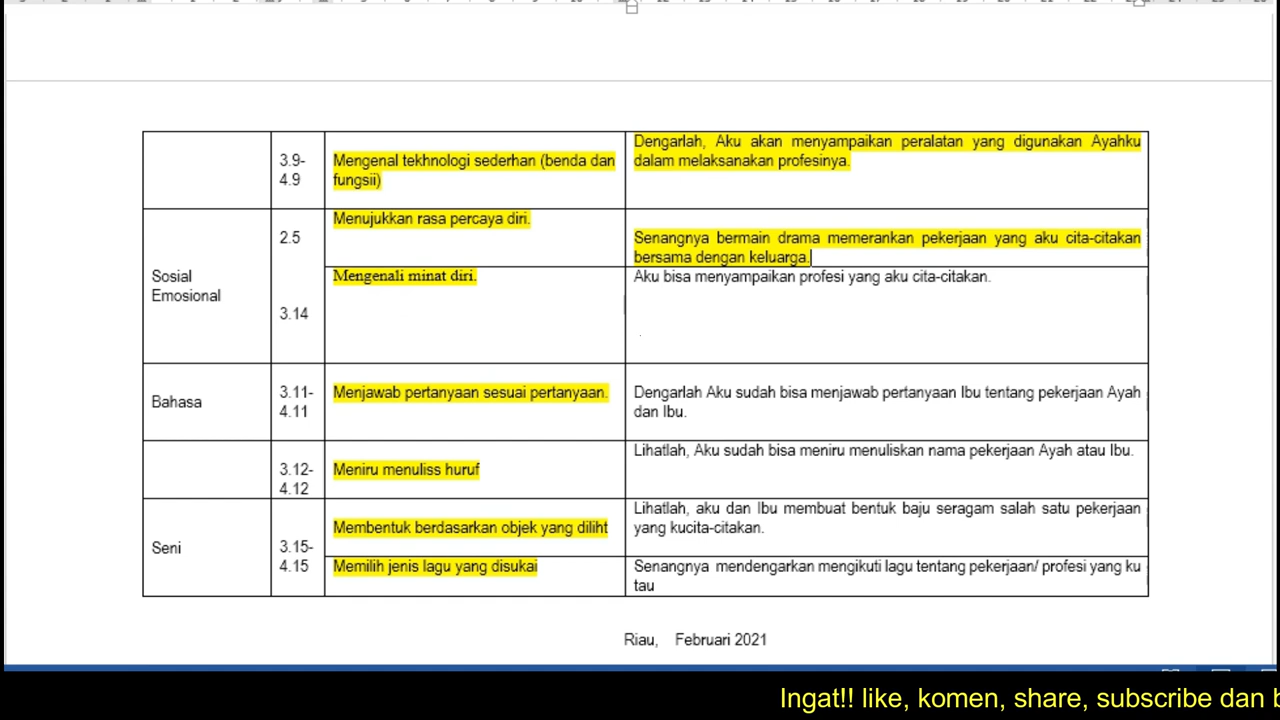 3.9-
4.9
Mengenal tekhnologi sederhan (benda dan
fungsii)
Dengarlah, Aku akan menyampaikan peralatan yang digunakan Ayahku
dalam melaksanakan profesinya.
Sosial
Emosional
2.5
Menujukkan rasa percaya diri.
Senangnya bermain drama memerankan pekerjaan yang aku cita-citakan
bersama dengan keluarga.
3.14
Mengenali minat diri.
Aku bisa menyampaikan profesi yang aku cita-citakan.
Bahasa
3.11-
4.11
Menjawab pertanyaan sesuai pertanyaan.
Dengarlah Aku sudah bisa menjawab pertanyaan Ibu tentang pekerjaan Ayah
dan Ibu.
3.12-
4.12
Meniru menuliss huruf
Lihatlah, Aku sudah bisa meniru menuliskan nama pekerjaan Ayah atau Ibu.
Seni
3.15-
4.15
Membentuk berdasarkan objek yang diliht
Lihatlah, aku dan Ibu membuat bentuk baju seragam salah satu pekerjaan
yang kucita-citakan.
Memilih jenis lagu yang disukai
Senangnya mendengarkan mengikuti lagu tentang pekerjaan/ profesi yang ku
tau
Riau, Februari 2021
Ingat!! like, komen, share, subscribe dan